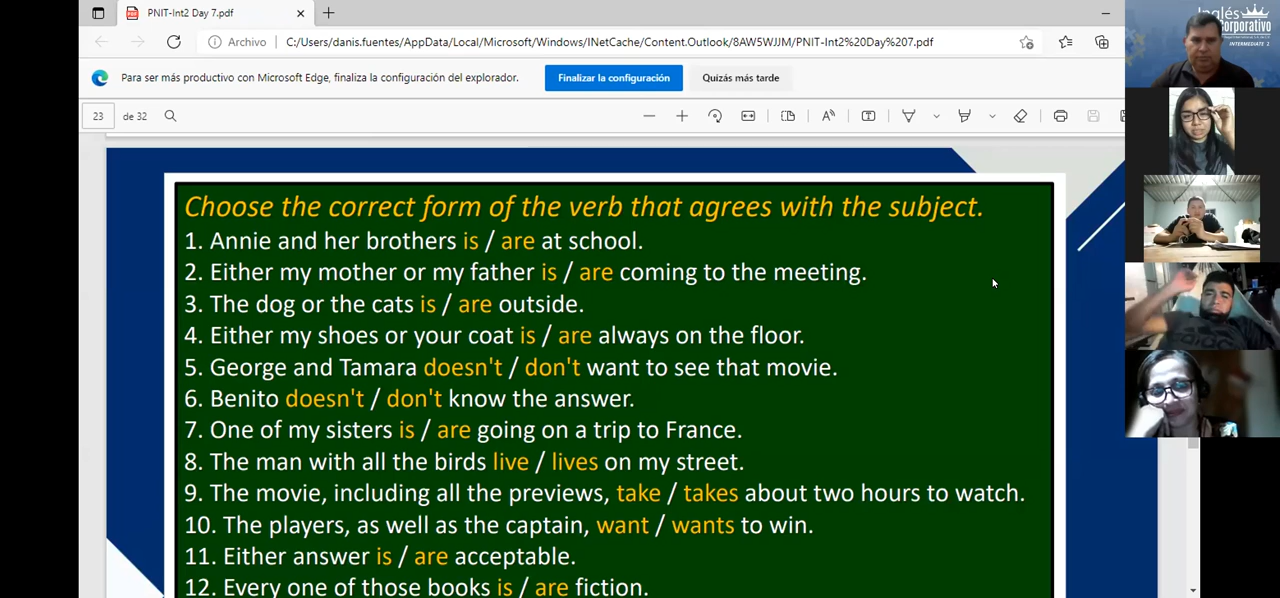 PNIT-Int2 Day 7.pdf
Archivo
C:/Users/danis.fuentes/AppData/Local/Microsoft/Windows/INetCache/Content.Outlook/8AW5WJJM/PNIT-Int2%20Day%207.pdf
Para ser más productivo con Microsoft Edge, finaliza la configuración del explorador.
Finalizar la configuración
Quizás más tarde
23 de 32
Choose the correct form of the verb that agrees with the subject.
1. Annie and her brothers is / are at school.
2. Either my mother or my father is / are coming to the meeting.
3. The dog or the cats is / are outside.
4. Either my shoes or your coat is / are always on the floor.
5. George and Tamara doesn't / don't want to see that movie.
6. Benito doesn't / don't know the answer.
7. One of my sisters is / are going on a trip to France.
8. The man with all the birds live / lives on my street.
9. The movie, including all the previews, take / takes about two hours to watch.
10. The players, as well as the captain, want / wants to win.
11. Either answer is / are acceptable.
12. Every one of those books is / are fiction.
Inglés
Corporativo
INTERMEDIATE 2